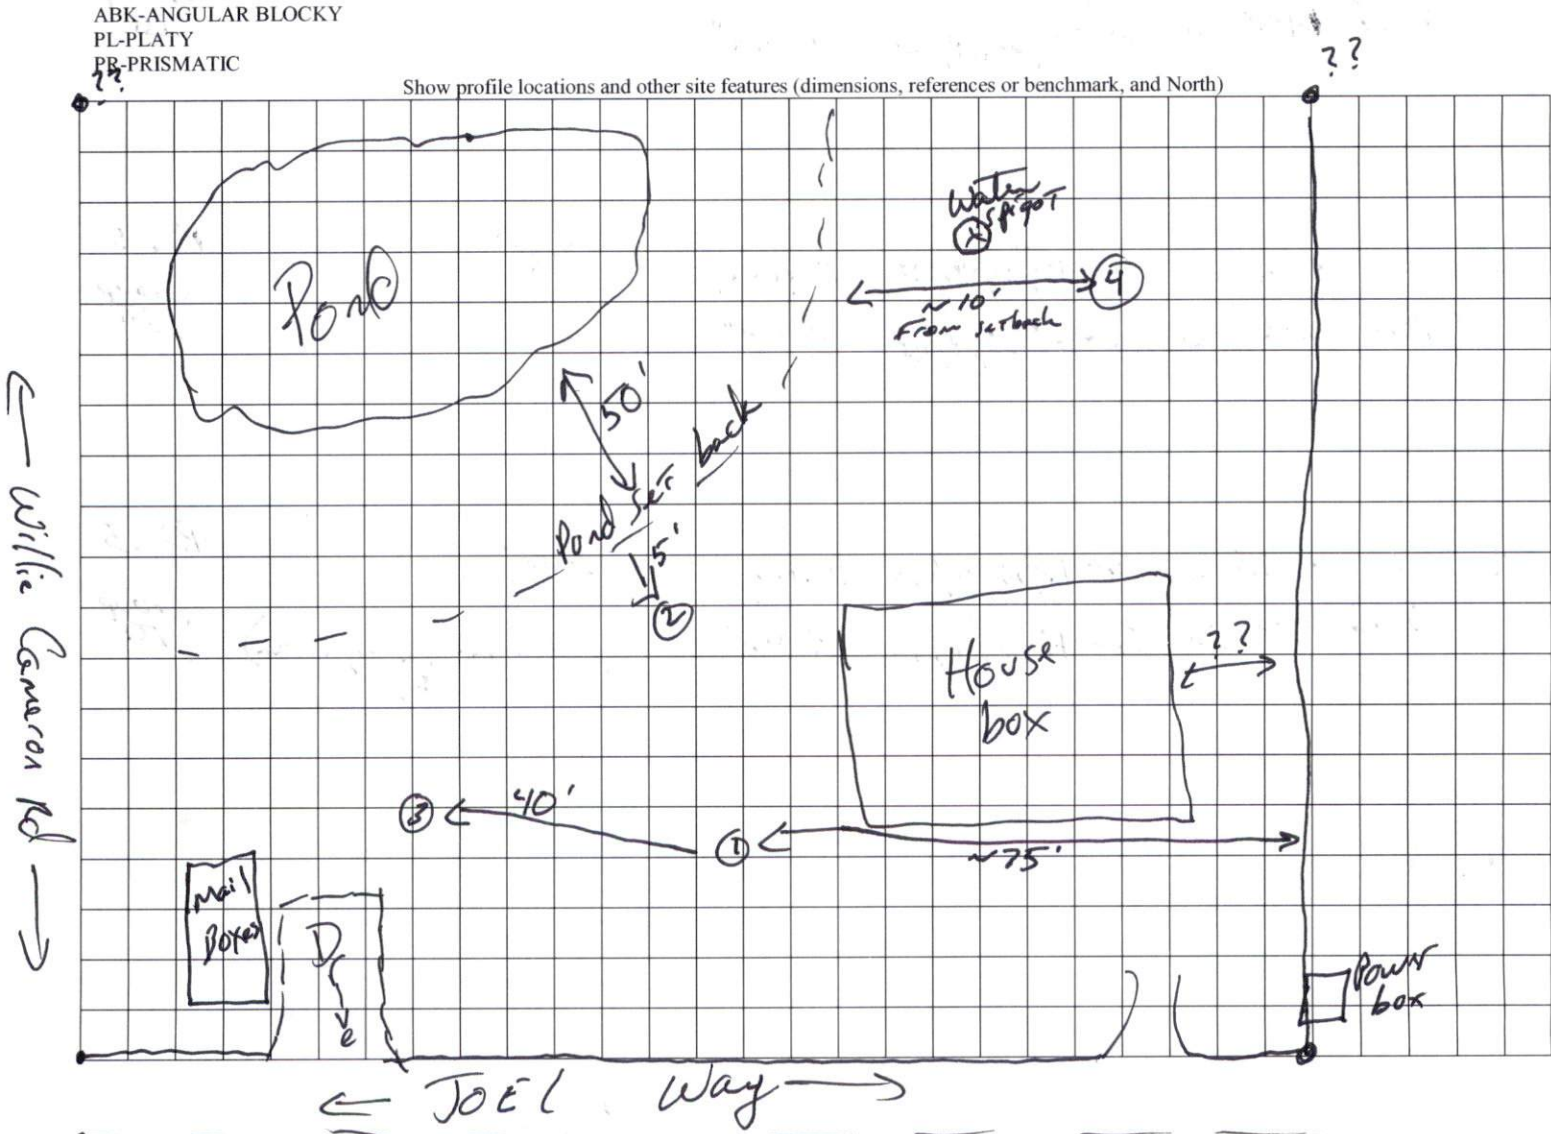 ABK-ANGULAR BLOCKY
PL-PLATY
PR-PRISMATIC
??
??
Show profile locations and other site features (dimensions, references or benchmark, and North)
Water
spigot
X
4
~10'
From setback
Pond
50'
Pond Set back
5'
2
Willie Cameron Rd
House
box
??
3
40'
1
~75'
Mail
Boxes
Dr
ve
Power
box
JOEL Way